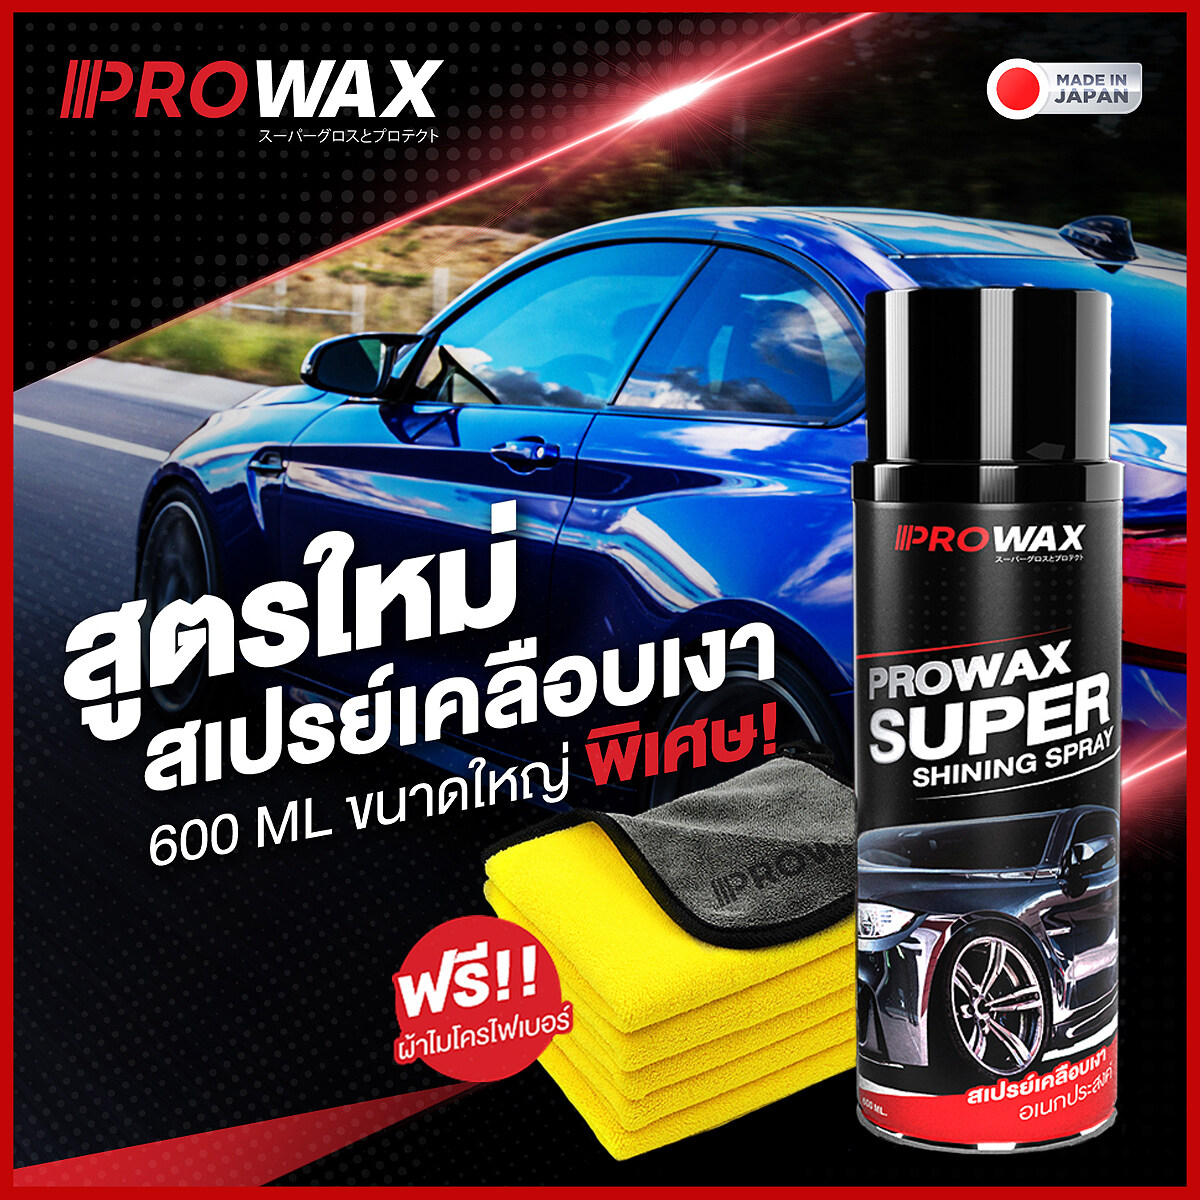 PROWAX
スーパーグロスとプロテクト
MADE IN
JAPAN
สูตรใหม่
สเปรย์เคลือบเงา
600 ML ขนาดใหญ่ พิเศษ!
ฟรี!!
ผ้าไมโครไฟเบอร์
PROWAX
PROWAX
スーパーグロスとプロテクト
PROWAX
SUPER
SHINING SPRAY
สเปรย์เคลือบเงา
อเนกประสงค์
600 ML.